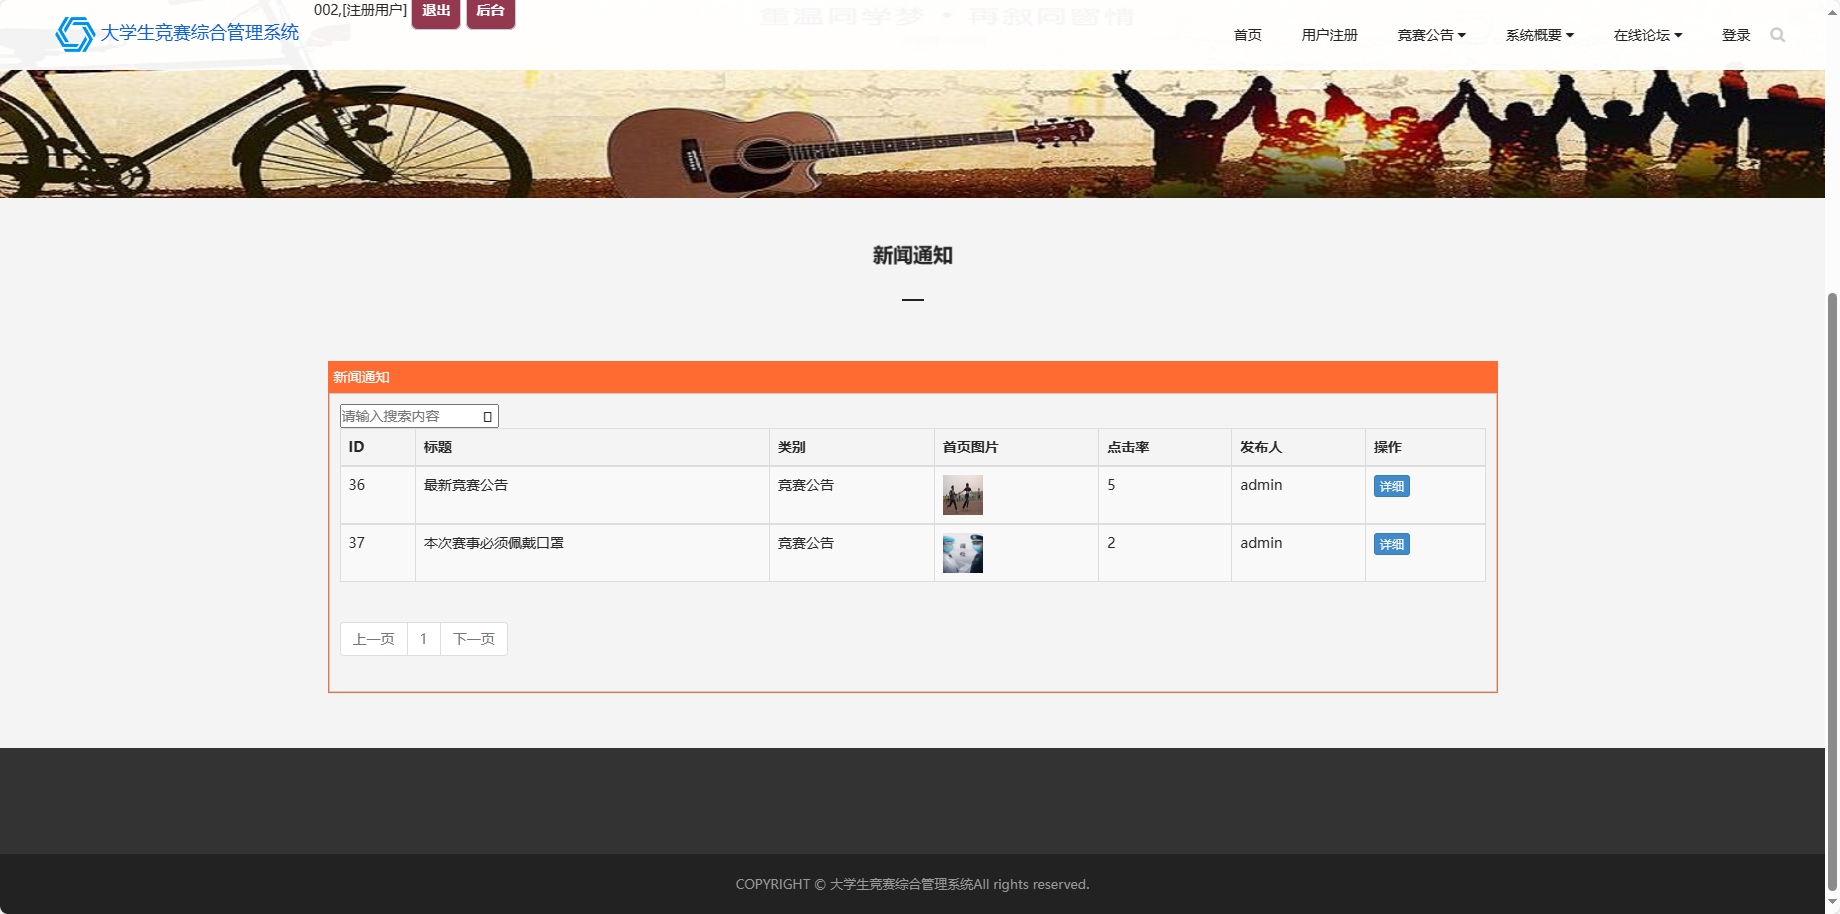 002,[注册用户] 退出 后台
重温同学梦 · 再叙同窗情
大学生竞赛综合管理系统
首页 用户注册 竞赛公告 系统概要 在线论坛 登录
新闻通知
新闻通知
请输入搜索内容
ID 标题 类别 首页图片 点击率 发布人 操作
36 最新竞赛公告 竞赛公告 5 admin 详细
37 本次赛事必须佩戴口罩 竞赛公告 2 admin 详细
上一页 1 下一页
COPYRIGHT © 大学生竞赛综合管理系统All rights reserved.